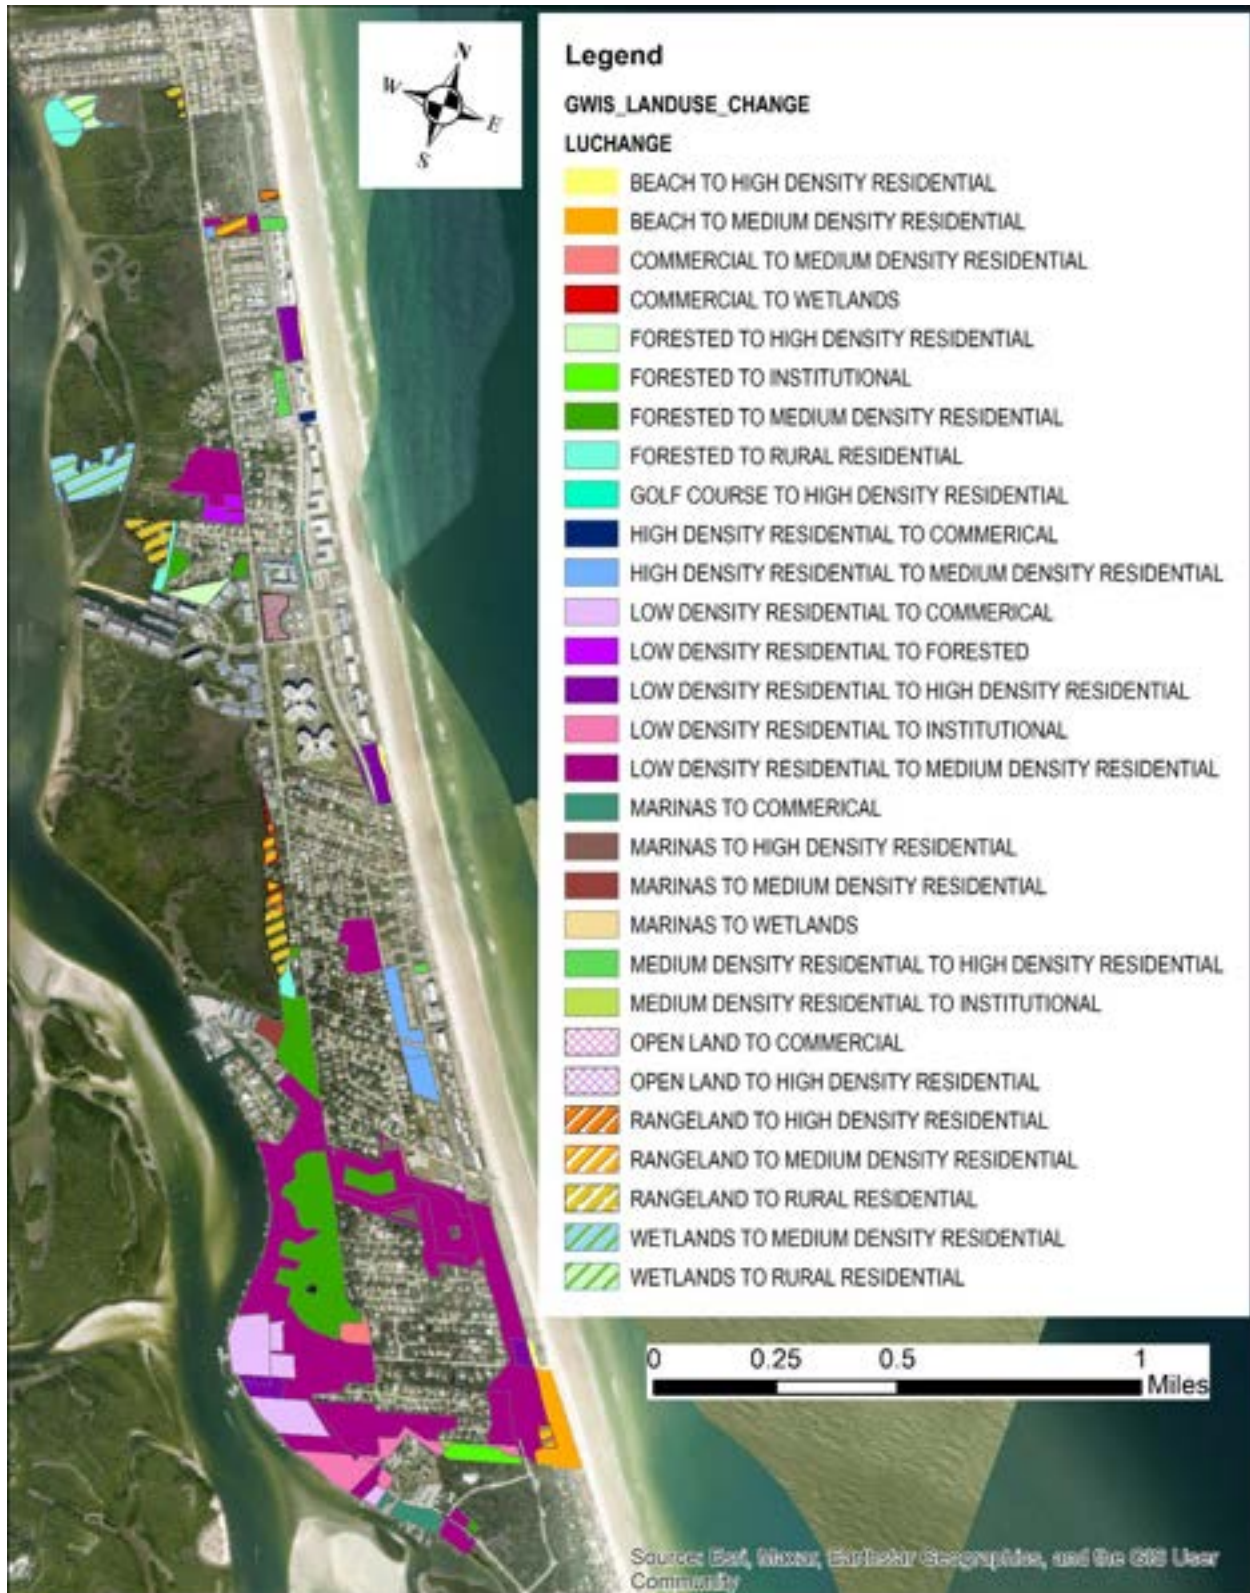 N
W
E
S
Legend
GWIS_LANDUSE_CHANGE
LUCHANGE
BEACH TO HIGH DENSITY RESIDENTIAL
BEACH TO MEDIUM DENSITY RESIDENTIAL
COMMERCIAL TO MEDIUM DENSITY RESIDENTIAL
COMMERCIAL TO WETLANDS
FORESTED TO HIGH DENSITY RESIDENTIAL
FORESTED TO INSTITUTIONAL
FORESTED TO MEDIUM DENSITY RESIDENTIAL
FORESTED TO RURAL RESIDENTIAL
GOLF COURSE TO HIGH DENSITY RESIDENTIAL
HIGH DENSITY RESIDENTIAL TO COMMERICAL
HIGH DENSITY RESIDENTIAL TO MEDIUM DENSITY RESIDENTIAL
LOW DENSITY RESIDENTIAL TO COMMERICAL
LOW DENSITY RESIDENTIAL TO FORESTED
LOW DENSITY RESIDENTIAL TO HIGH DENSITY RESIDENTIAL
LOW DENSITY RESIDENTIAL TO INSTITUTIONAL
LOW DENSITY RESIDENTIAL TO MEDIUM DENSITY RESIDENTIAL
MARINAS TO COMMERICAL
MARINAS TO HIGH DENSITY RESIDENTIAL
MARINAS TO MEDIUM DENSITY RESIDENTIAL
MARINAS TO WETLANDS
MEDIUM DENSITY RESIDENTIAL TO HIGH DENSITY RESIDENTIAL
MEDIUM DENSITY RESIDENTIAL TO INSTITUTIONAL
OPEN LAND TO COMMERCIAL
OPEN LAND TO HIGH DENSITY RESIDENTIAL
RANGELAND TO HIGH DENSITY RESIDENTIAL
RANGELAND TO MEDIUM DENSITY RESIDENTIAL
RANGELAND TO RURAL RESIDENTIAL
WETLANDS TO MEDIUM DENSITY RESIDENTIAL
WETLANDS TO RURAL RESIDENTIAL
0 0.25 0.5 1
Miles
Source: Esri, Maxar, Earthstar Geographics, and the GIS User
Community